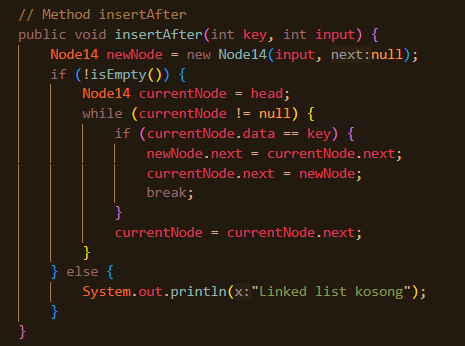 // Method insertAfter
public void insertAfter(int key, int input) {
    Node14 newNode = new Node14(input, next:null);
    if (!isEmpty()) {
        Node14 currentNode = head;
        while (currentNode != null) {
            if (currentNode.data == key) {
                newNode.next = currentNode.next;
                currentNode.next = newNode;
                break;
            }
            currentNode = currentNode.next;
        }
    } else {
        System.out.println(x:"Linked list kosong");
    }
}